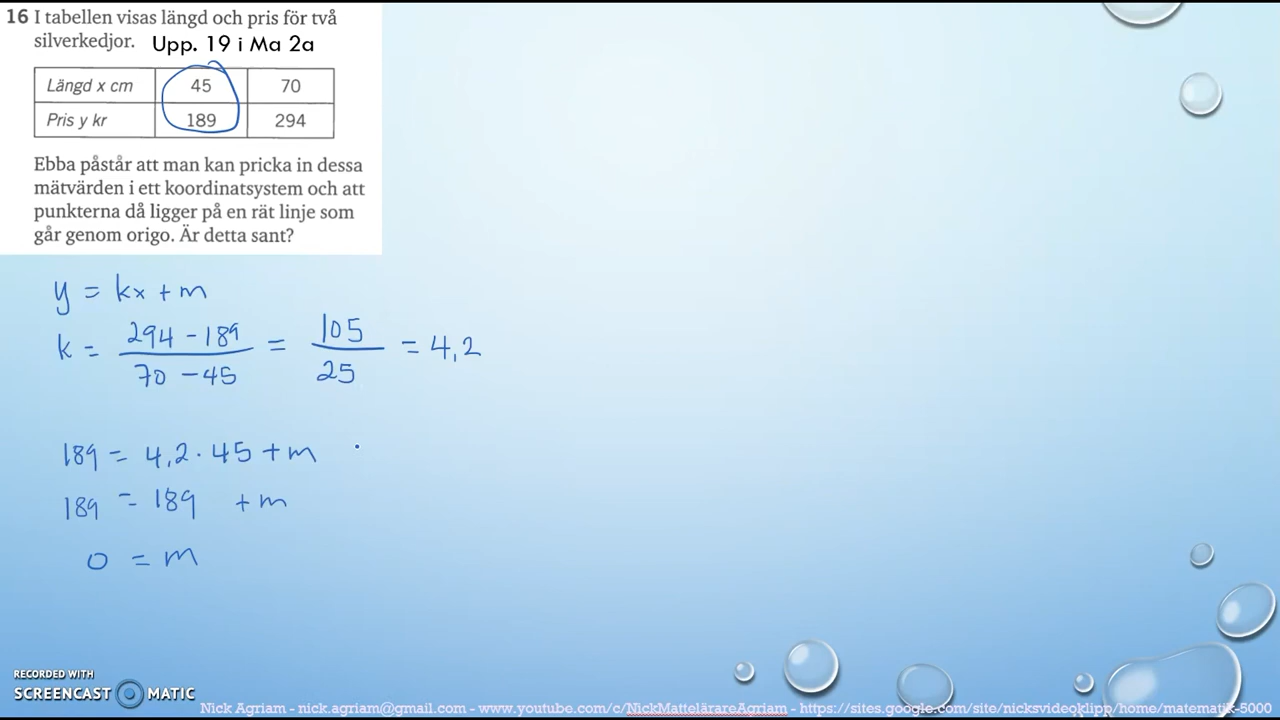 16 I tabellen visas längd och pris för två
silverkedjor. Upp. 19 i Ma 2a
Längd x cm 45 70
Pris y kr 189 294
Ebba påstår att man kan pricka in dessa
mätvärden i ett koordinatsystem och att
punkterna då ligger på en rät linje som
går genom origo. Är detta sant?
y = kx + m
k = \frac{294 - 189}{70 - 45} = \frac{105}{25} = 4,2
189 = 4,2 · 45 + m
189 = 189 + m
0 = m
RECORDED WITH
SCREENCAST MATIC
Nick Agriam - nick.agriam@gmail.com - www.youtube.com/c/NickMattelärareAgriam - https://sites.google.com/site/nicksvideoklipp/home/matematik-5000